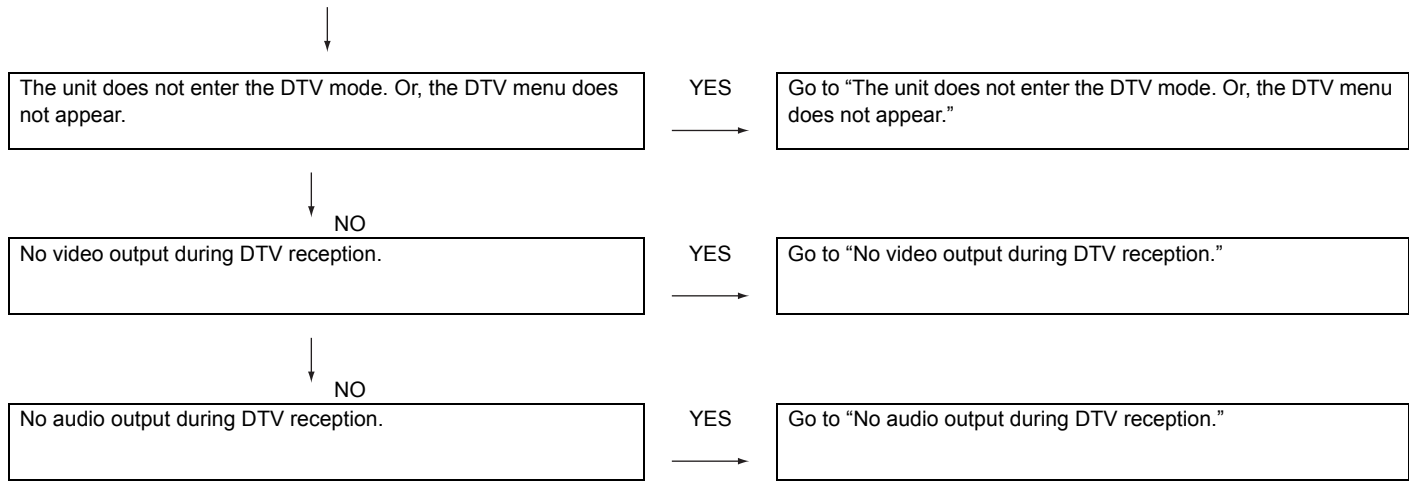 The unit does not enter the DTV mode. Or, the DTV menu does
not appear.
YES
Go to “The unit does not enter the DTV mode. Or, the DTV menu
does not appear.”
NO
No video output during DTV reception.
YES
Go to “No video output during DTV reception.”
NO
No audio output during DTV reception.
YES
Go to “No audio output during DTV reception.”